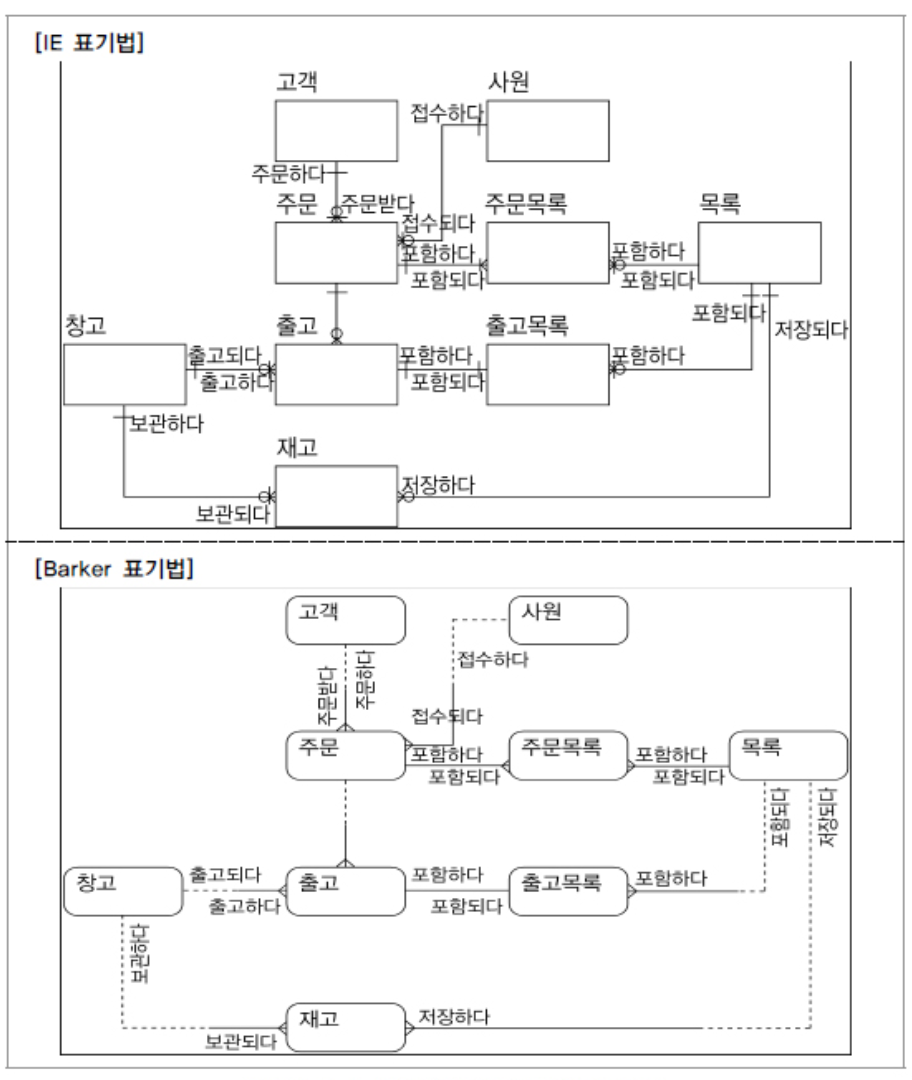 [IE 표기법]
고객
사원
접수하다
주문하다
주문
주문받다
주문목록
목록
접수되다
포함하다
포함되다
포함하다
포함되다
포함되다
저장되다
창고
출고
출고목록
출고되다
출고하다
포함하다
포함되다
포함하다
보관하다
재고
저장하다
보관되다
[Barker 표기법]
고객
사원
주문받다
주문하다
접수하다
접수되다
주문
주문목록
목록
포함하다
포함되다
포함하다
포함되다
포함되다
저장되다
창고
출고되다
출고하다
출고
포함하다
포함되다
출고목록
포함하다
보관하다
재고
저장하다
보관되다